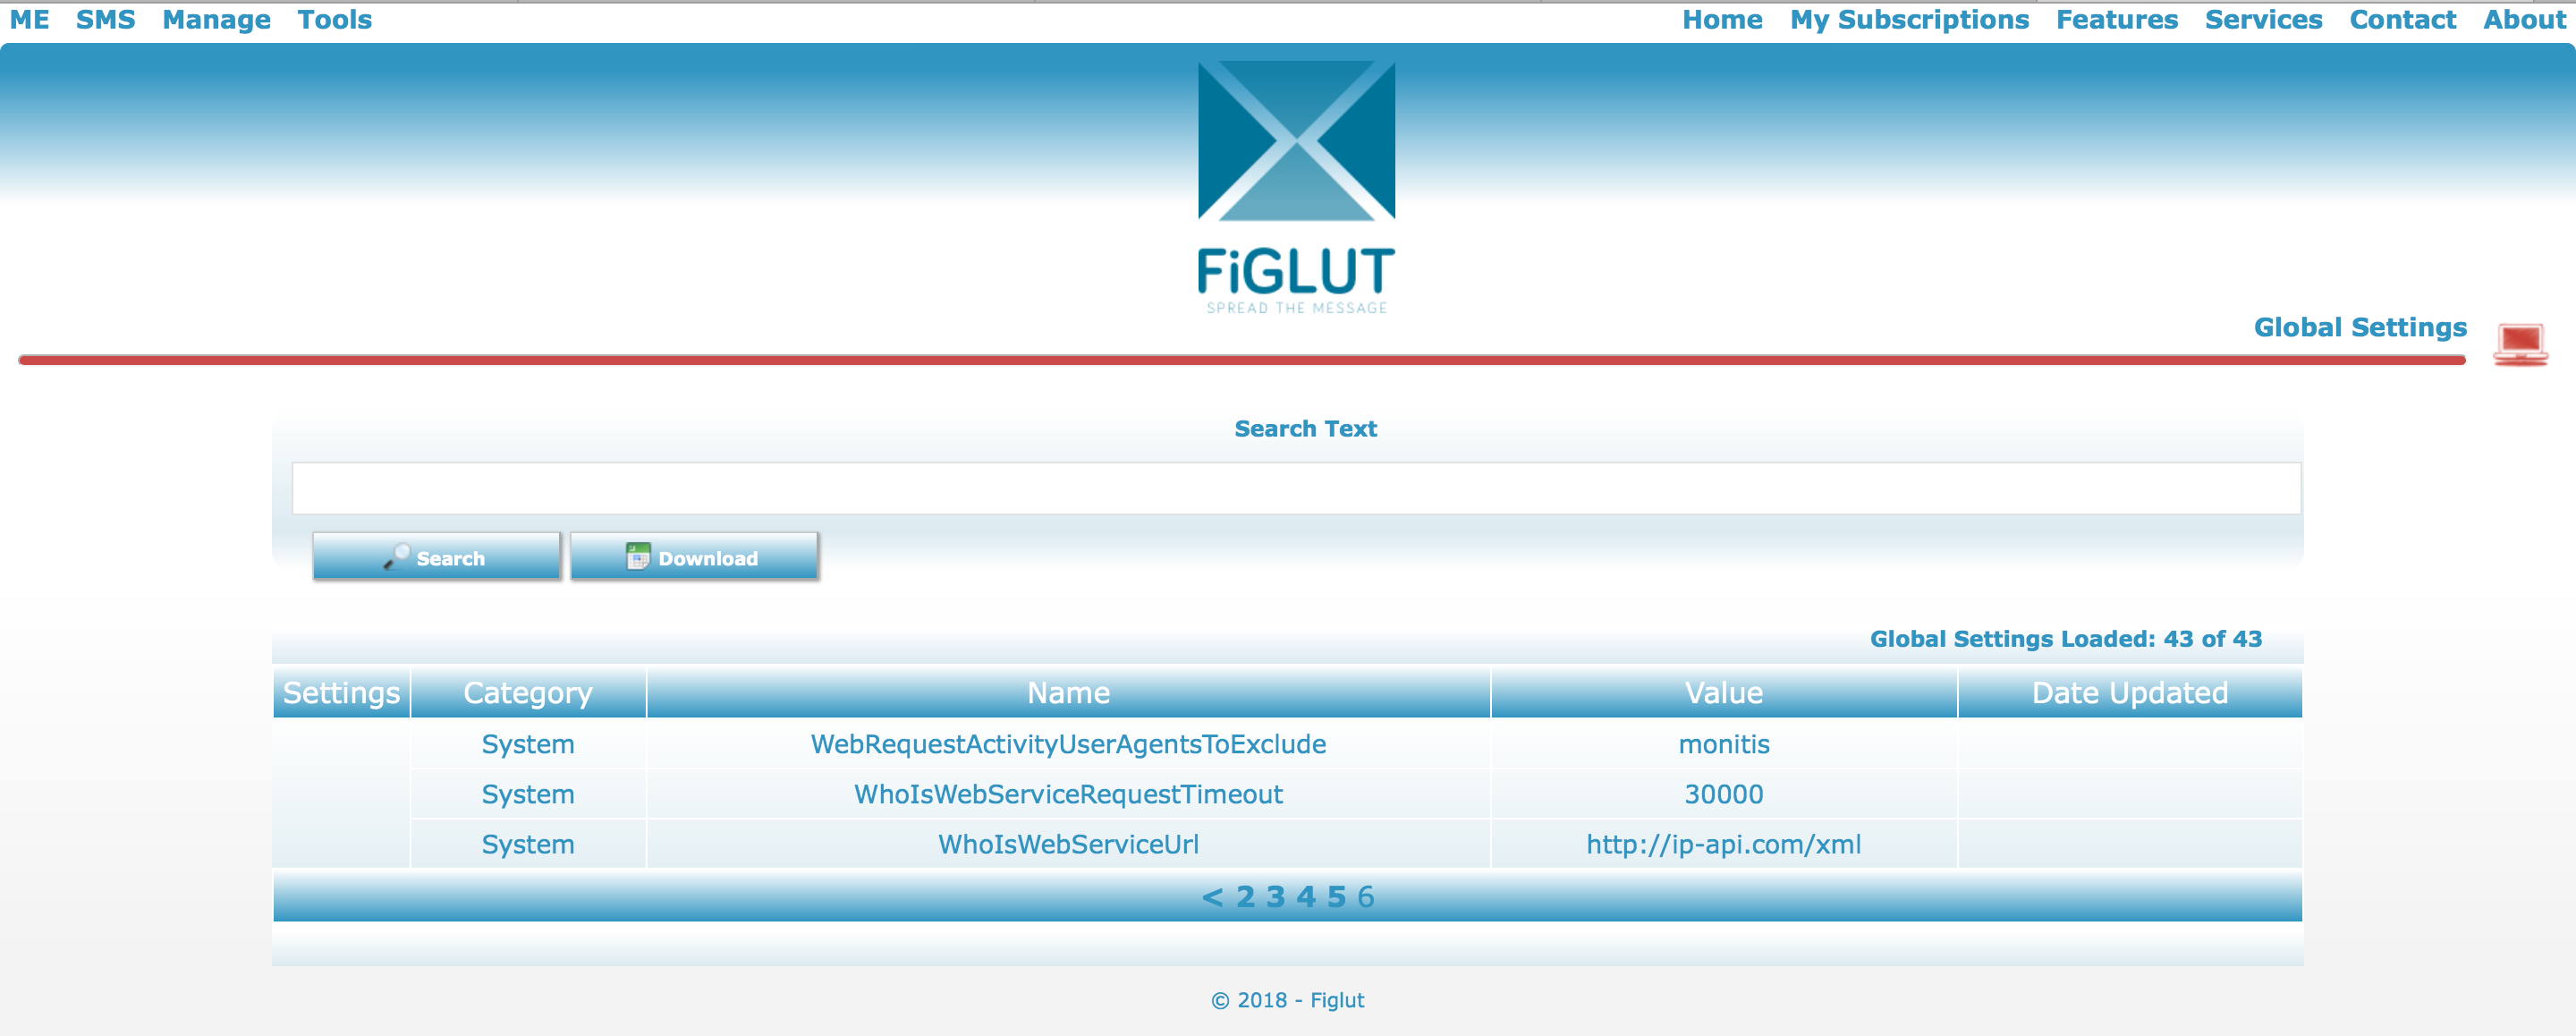 ME SMS Manage Tools Home My Subscriptions Features Services Contact About
FiGLUT
SPREAD THE MESSAGE
Global Settings
Search Text
Search Download
Global Settings Loaded: 43 of 43
Settings Category Name Value Date Updated
System WebRequestActivityUserAgentsToExclude monitis
System WhoIsWebServiceRequestTimeout 30000
System WhoIsWebServiceUrl http://ip-api.com/xml
< 2 3 4 5 6
© 2018 - Figlut